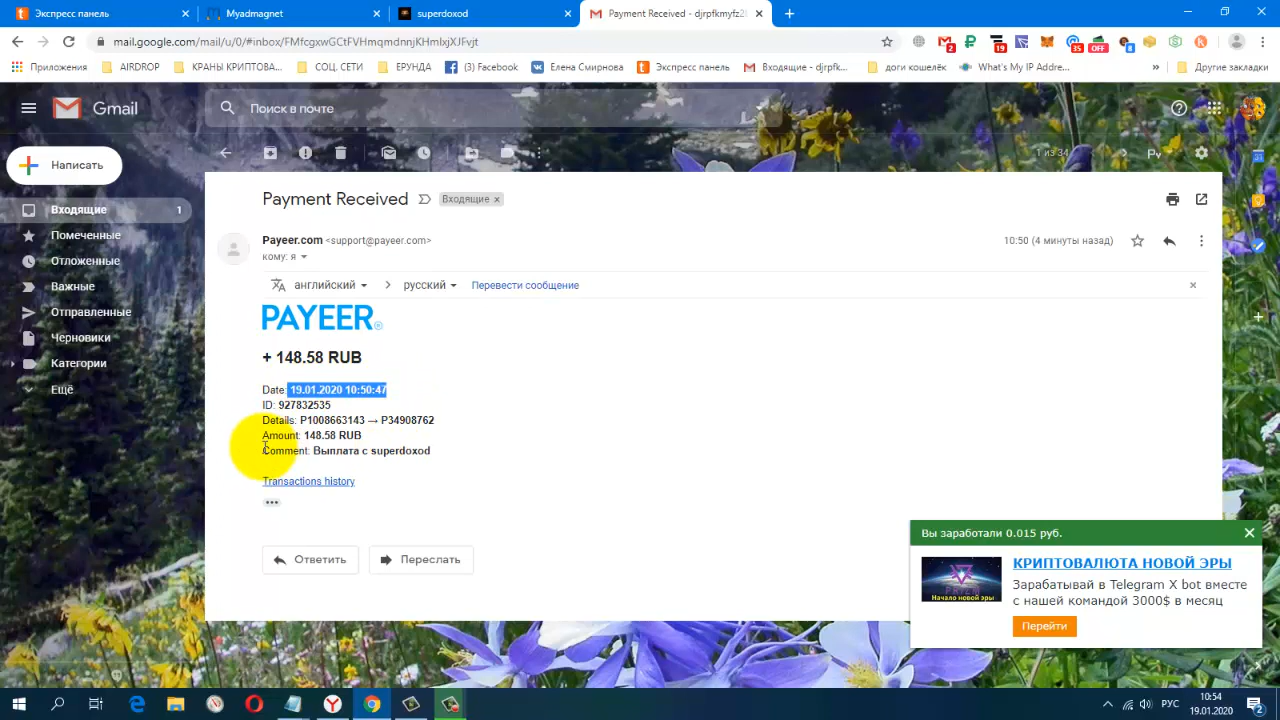 Экспресс панель
Myadmagnet
superdoxod
Payment Received - djrpfkmyfz2
mail.google.com/mail/u/0/#inbox/FMfcgxwGCtFVHmqmdnnjKHmlxjXJFvjt
2
19
35
OFF
8
Приложения
AIRDROP
КРАНЫ КРИПТОВА...
СОЦ. СЕТИ
ЕРУНДА
(3) Facebook
Елена Смирнова
Экспресс панель
Входящие - djrpfk...
доги кошелёк
What's My IP Addre...
»
Другие закладки
Gmail
Поиск в почте
Написать
1 из 34
Входящие 1
Помеченные
Отложенные
Важные
Отправленные
Черновики
Категории
Ещё
Payment Received
Входящие ×
Payeer.com <support@payeer.com>
10:50 (4 минуты назад)
кому: я
английский > русский Перевести сообщение
PAYEER®
+ 148.58 RUB
Date: 19.01.2020 10:50:47
ID: 927832535
Details: P1008663143 → P34908762
Amount: 148.58 RUB
Comment: Выплата с superdoxod
Transactions history
Ответить
Переслать
Вы заработали 0.015 руб.
КРИПТОВАЛЮТА НОВОЙ ЭРЫ
Зарабатывай в Telegram X bot вместе
с нашей командой 3000$ в месяц
Начало новой эры
Перейти
РУС
10:54
19.01.2020
2